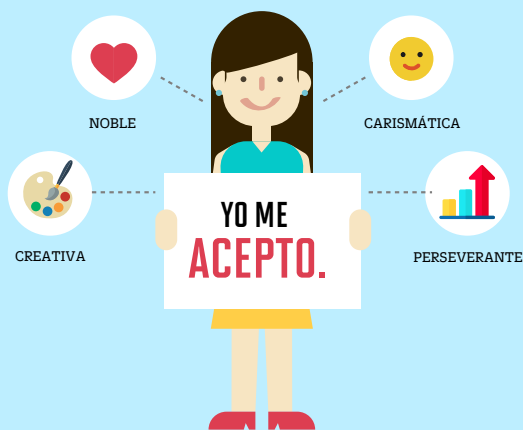 NOBLE
CARISMÁTICA
CREATIVA
YO ME
ACEPTO.
PERSEVERANTE